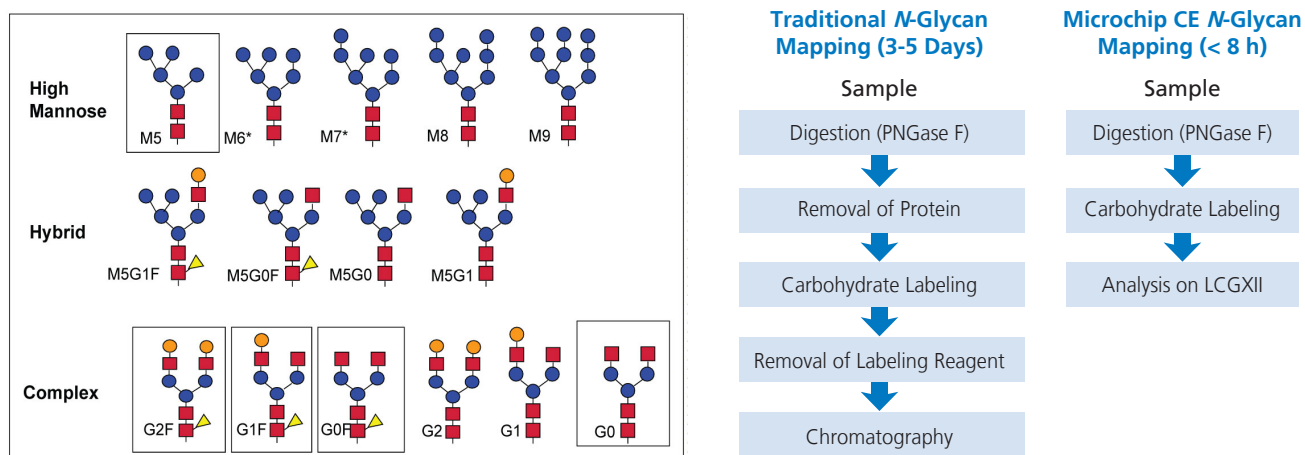 High
Mannose
M5
M6*
M7*
M8
M9
Hybrid
M5G1F
M5G0F
M5G0
M5G1
Complex
G2F
G1F
G0F
G2
G1
G0
Traditional N-Glycan
Mapping (3-5 Days)
Sample
Digestion (PNGase F)
Removal of Protein
Carbohydrate Labeling
Removal of Labeling Reagent
Chromatography
Microchip CE N-Glycan
Mapping (< 8 h)
Sample
Digestion (PNGase F)
Carbohydrate Labeling
Analysis on LCGXII